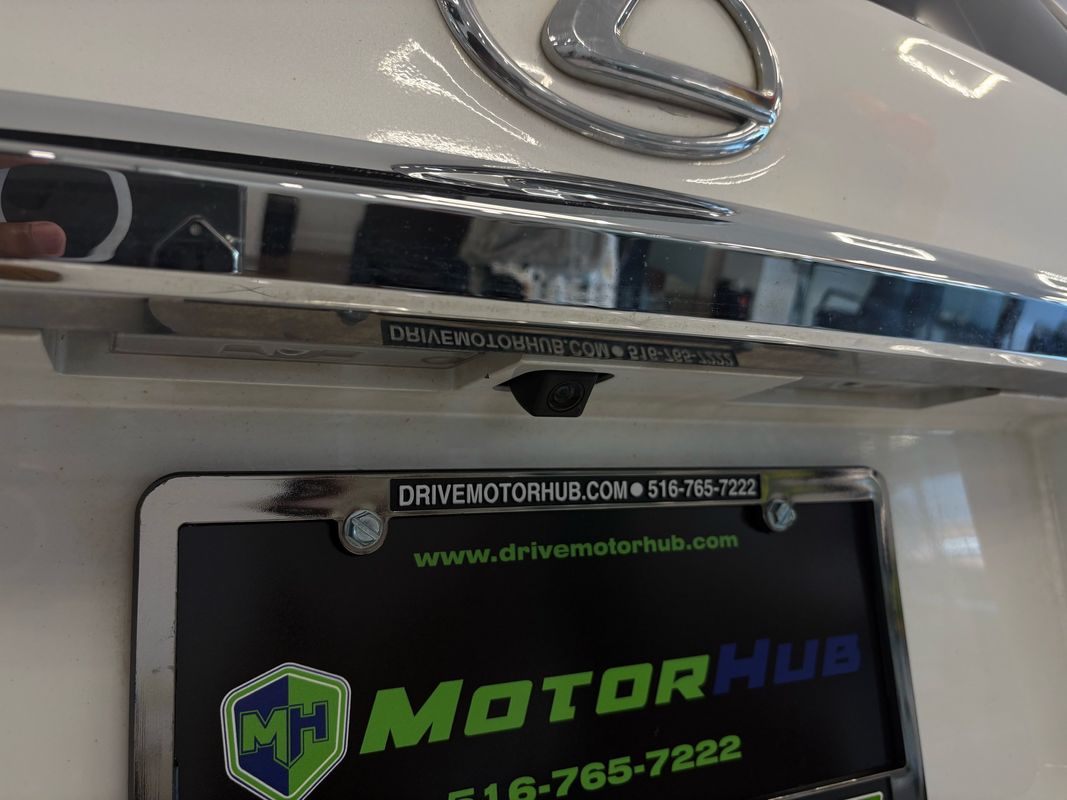 DRIVEMOTORHUB.COM • 516-765-7222
DRIVEMOTORHUB.COM • 516-765-7222
www.drivemotorhub.com
MH
MOTORHUB
516-765-7222